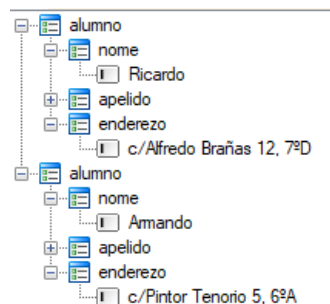 alumno
nome
Ricardo
apelido
enderezo
c/Alfredo Brañas 12, 7ºD
alumno
nome
Armando
apelido
enderezo
c/Pintor Tenorio 5, 6ºA